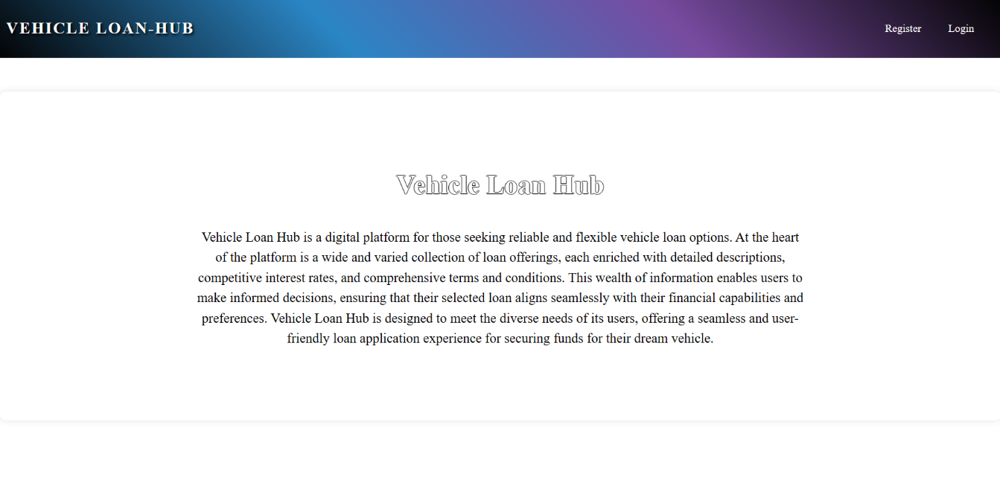 VEHICLE LOAN-HUB
Register
Login
Vehicle Loan Hub
Vehicle Loan Hub is a digital platform for those seeking reliable and flexible vehicle loan options. At the heart
of the platform is a wide and varied collection of loan offerings, each enriched with detailed descriptions,
competitive interest rates, and comprehensive terms and conditions. This wealth of information enables users to
make informed decisions, ensuring that their selected loan aligns seamlessly with their financial capabilities and
preferences. Vehicle Loan Hub is designed to meet the diverse needs of its users, offering a seamless and user-
friendly loan application experience for securing funds for their dream vehicle.